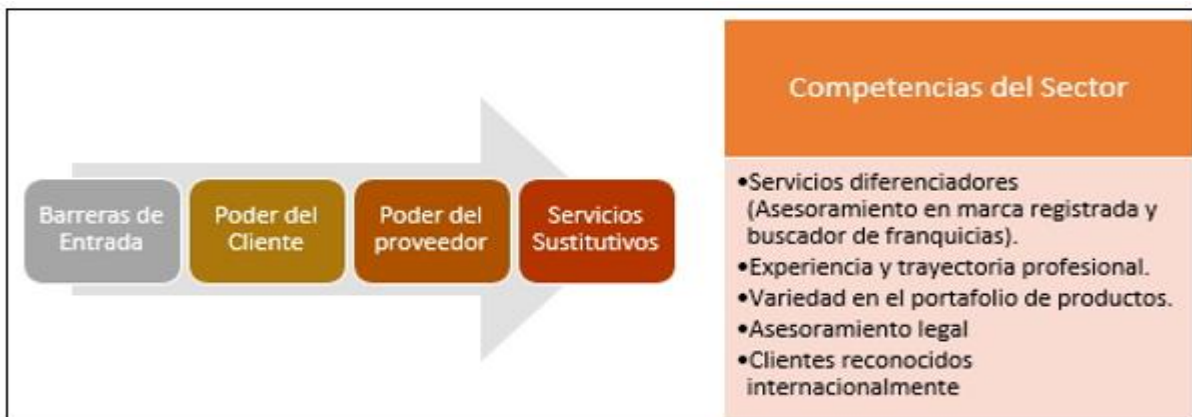 Barreras de
Entrada
Poder del
Cliente
Poder del
proveedor
Servicios
Sustitutivos
Competencias del Sector
•Servicios diferenciadores
(Asesoramiento en marca registrada y
buscador de franquicias).
•Experiencia y trayectoria profesional.
•Variedad en el portafolio de productos.
•Asesoramiento legal
•Clientes reconocidos
internacionalmente